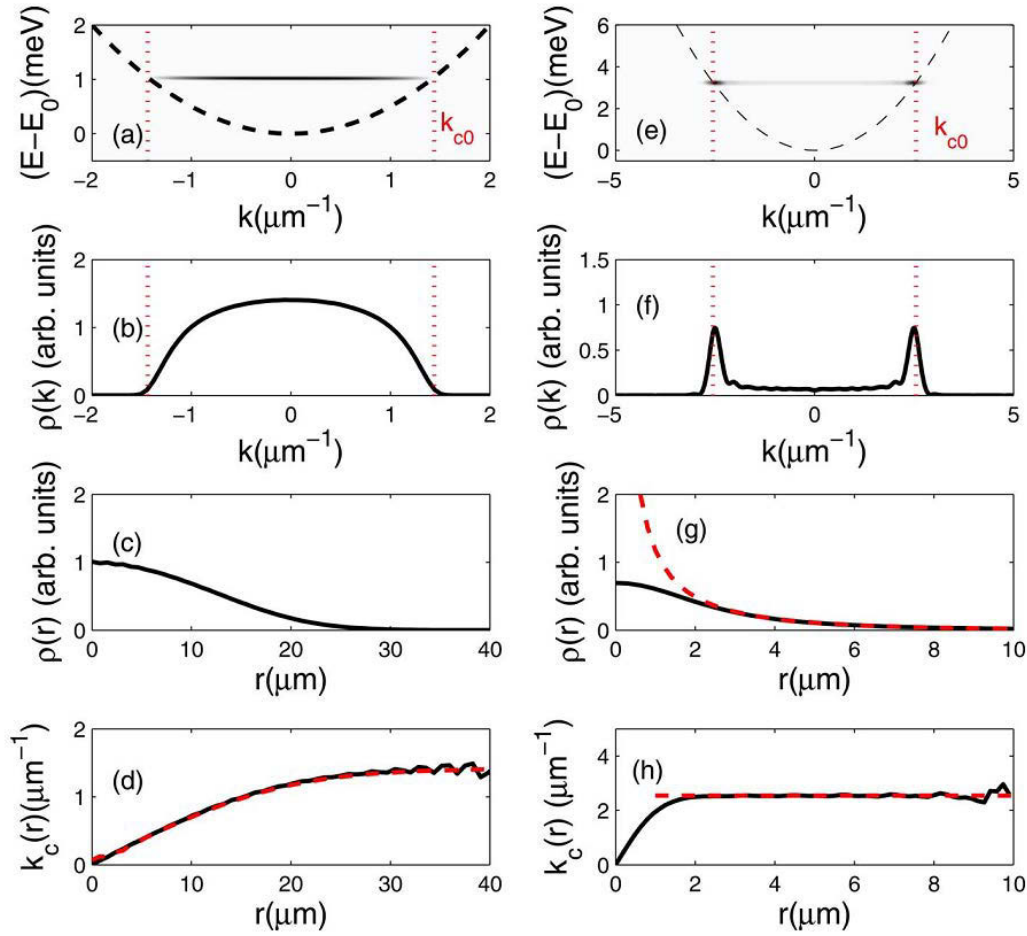 (E−E₀)(meV)
2
1
0
(a)
k_c0
−2 −1 0 1 2
k(μm⁻¹)
(E−E₀)(meV)
6
4
2
0
(e)
k_c0
−5 0 5
k(μm⁻¹)
ρ(k) (arb. units)
2
1
0
(b)
−2 −1 0 1 2
k(μm⁻¹)
ρ(k) (arb. units)
1.5
1
0.5
0
(f)
−5 0 5
k(μm⁻¹)
ρ(r) (arb. units)
2
1
0
(c)
0 10 20 30 40
r(μm)
ρ(r) (arb. units)
2
1
0
(g)
0 2 4 6 8 10
r(μm)
k_c(r)(μm⁻¹)
2
1
0
(d)
0 10 20 30 40
r(μm)
k_c(r) (μm⁻¹)
4
2
0
(h)
0 2 4 6 8 10
r(μm)